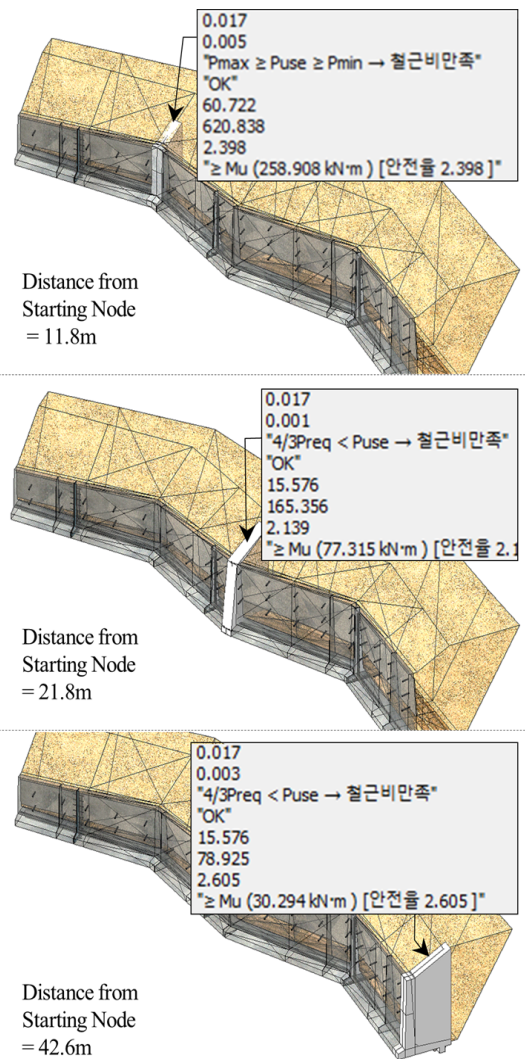 0.017
0.005
"Pmax ≥ Puse ≥ Pmin → 철근비만족"
"OK"
60.722
620.838
2.398
"≥ Mu (258.908 kN·m ) [안전율 2.398 ]"
Distance from
Starting Node
= 11.8m
0.017
0.001
"4/3Preq < Puse → 철근비만족"
"OK"
15.576
165.356
2.139
"≥ Mu (77.315 kN·m ) [안전율 2.1
Distance from
Starting Node
= 21.8m
0.017
0.003
"4/3Preq < Puse → 철근비만족"
"OK"
15.576
78.925
2.605
"≥ Mu (30.294 kN·m ) [안전율 2.605 ]"
Distance from
Starting Node
= 42.6m